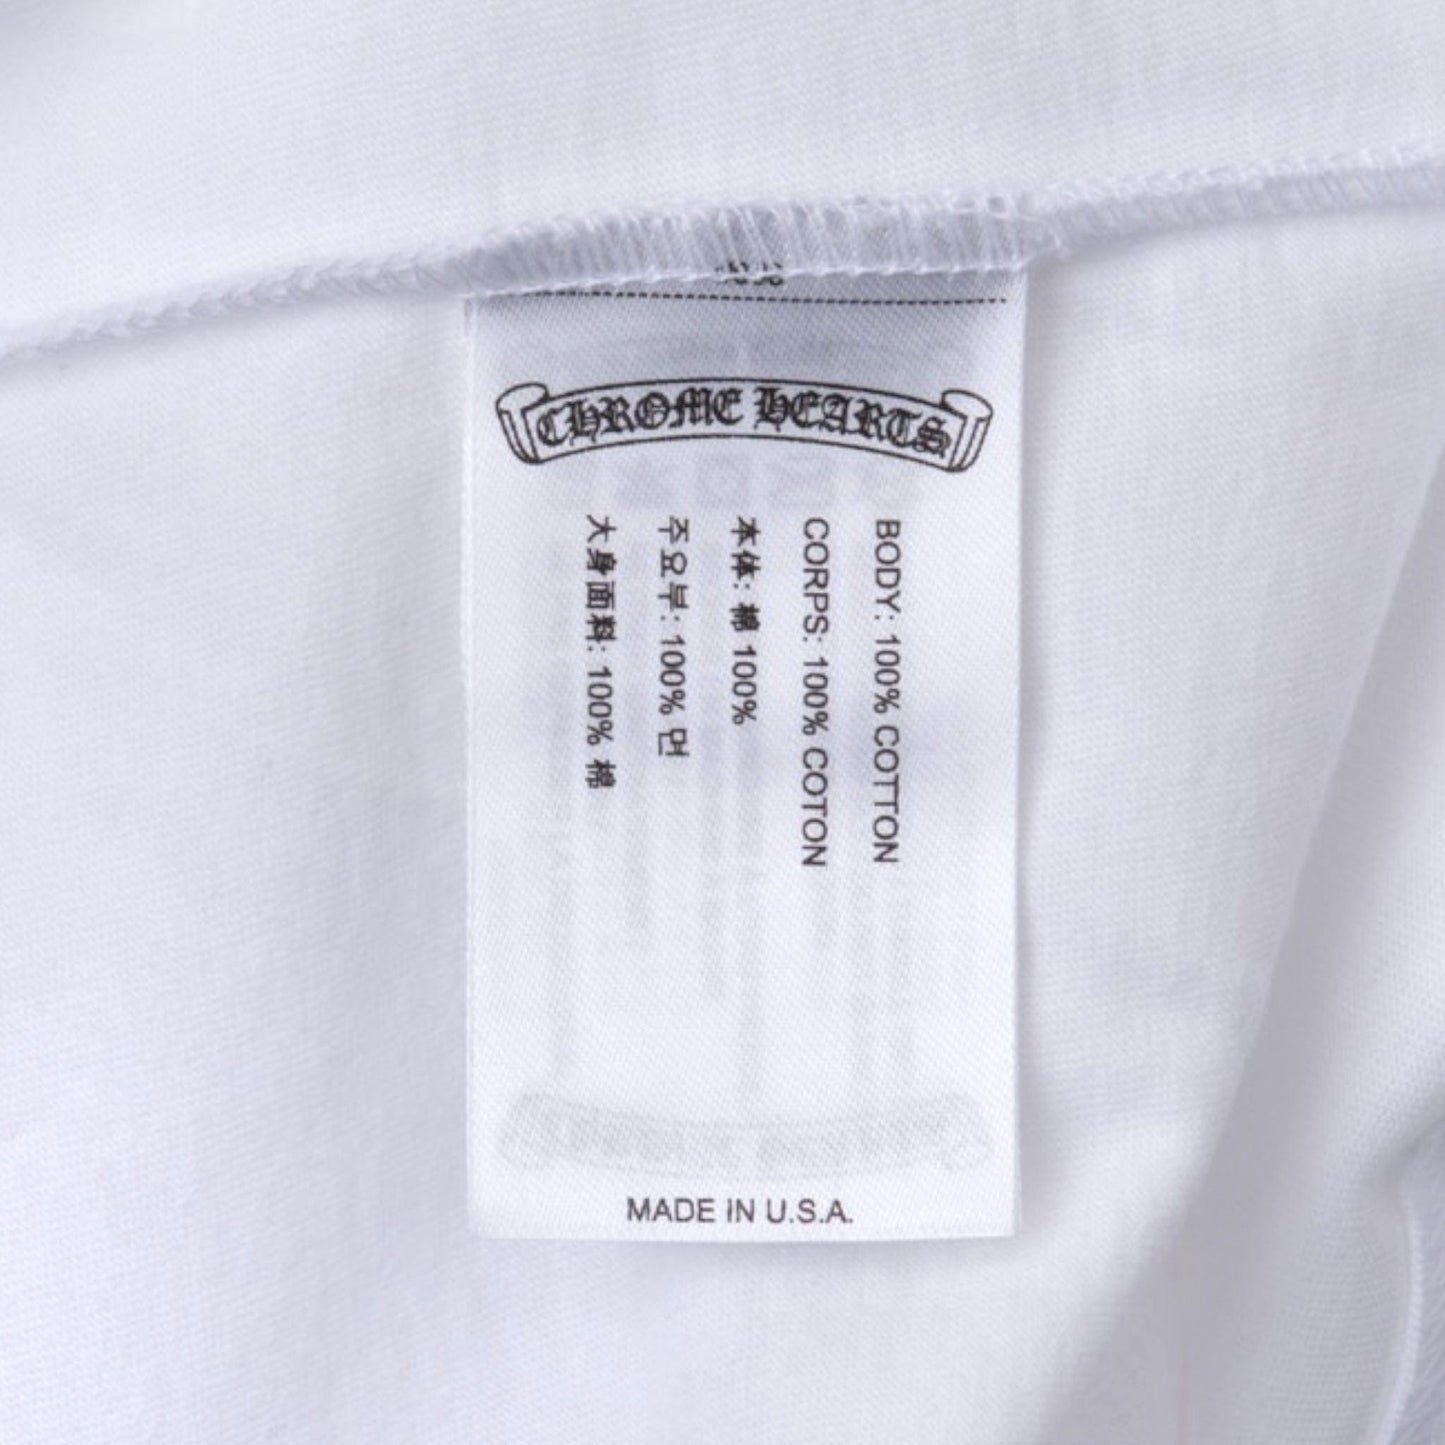 CHROME HEARTS
BODY: 100% COTTON
CORPS: 100% COTON
本体: 棉 100%
주요부: 100% 면
大身面料: 100% 棉
MADE IN U.S.A.